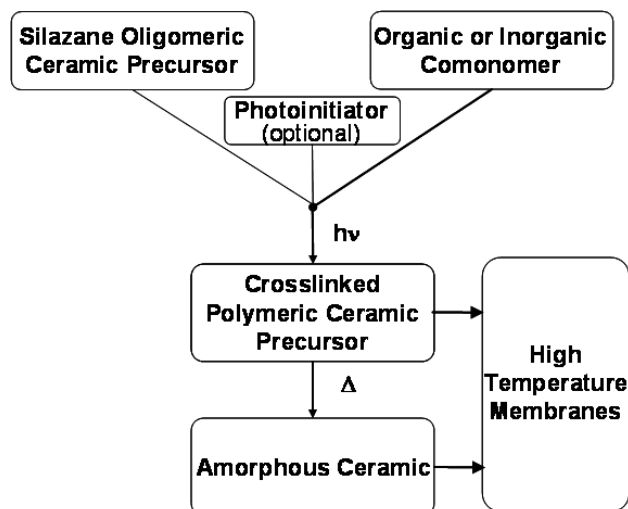 Silazane Oligomeric
Ceramic Precursor
Organic or Inorganic
Comonomer
Photoinitiator
(optional)
hν
Crosslinked
Polymeric Ceramic
Precursor
High
Temperature
Membranes
Δ
Amorphous Ceramic